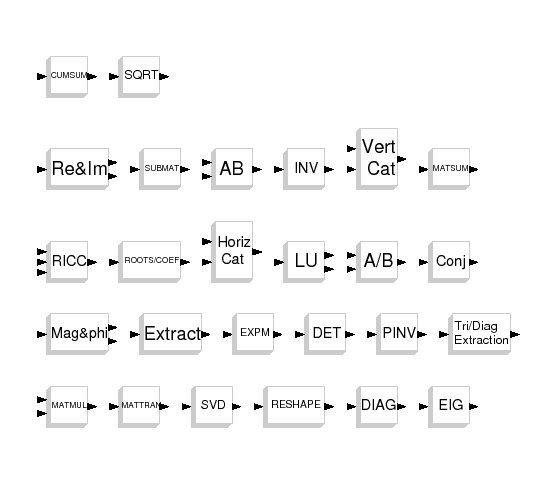 CUMSUM SQRT
Re&Im SUBMAT AB INV Vert Cat MATSUM
RICC ROOTS/COEF Horiz Cat LU A/B Conj
Mag&phi Extract EXPM DET PINV Tri/Diag Extraction
MATMUL MATTRAN SVD RESHAPE DIAG EIG